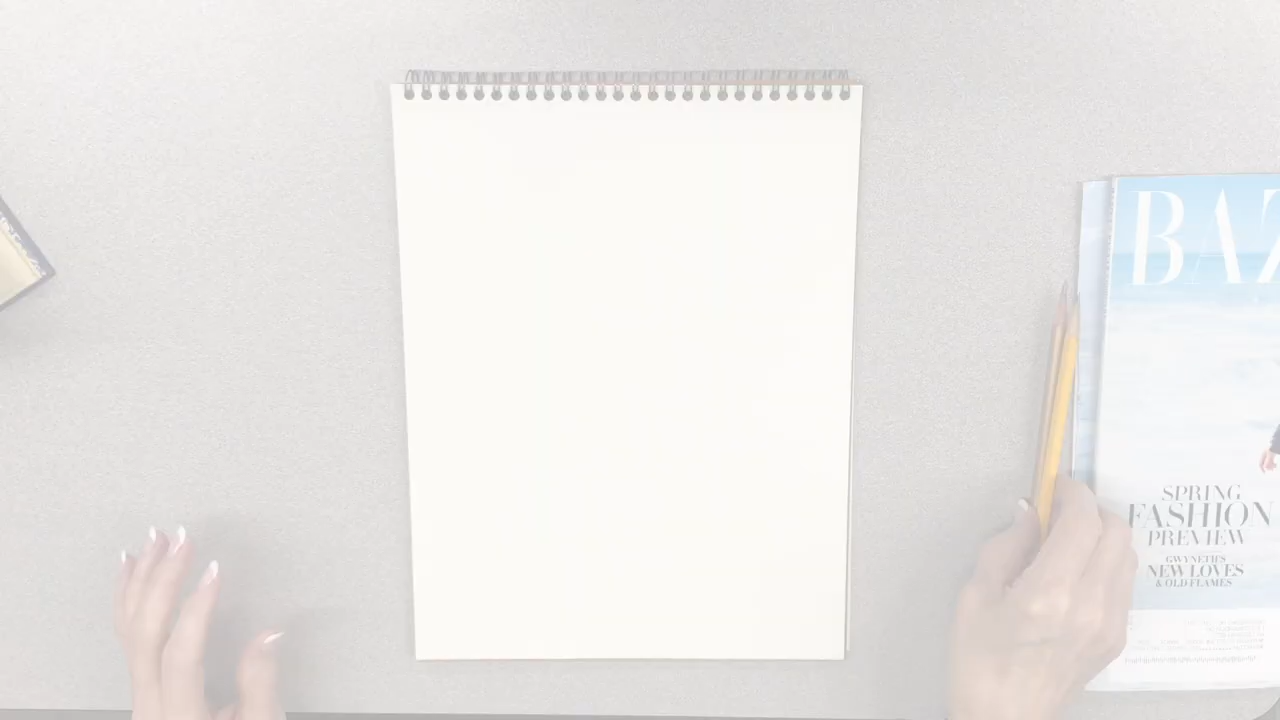 BAZ
SPRING
FASHION
PREVIEW
GWYNETH'S
NEW LOVES
& OLD FLAMES